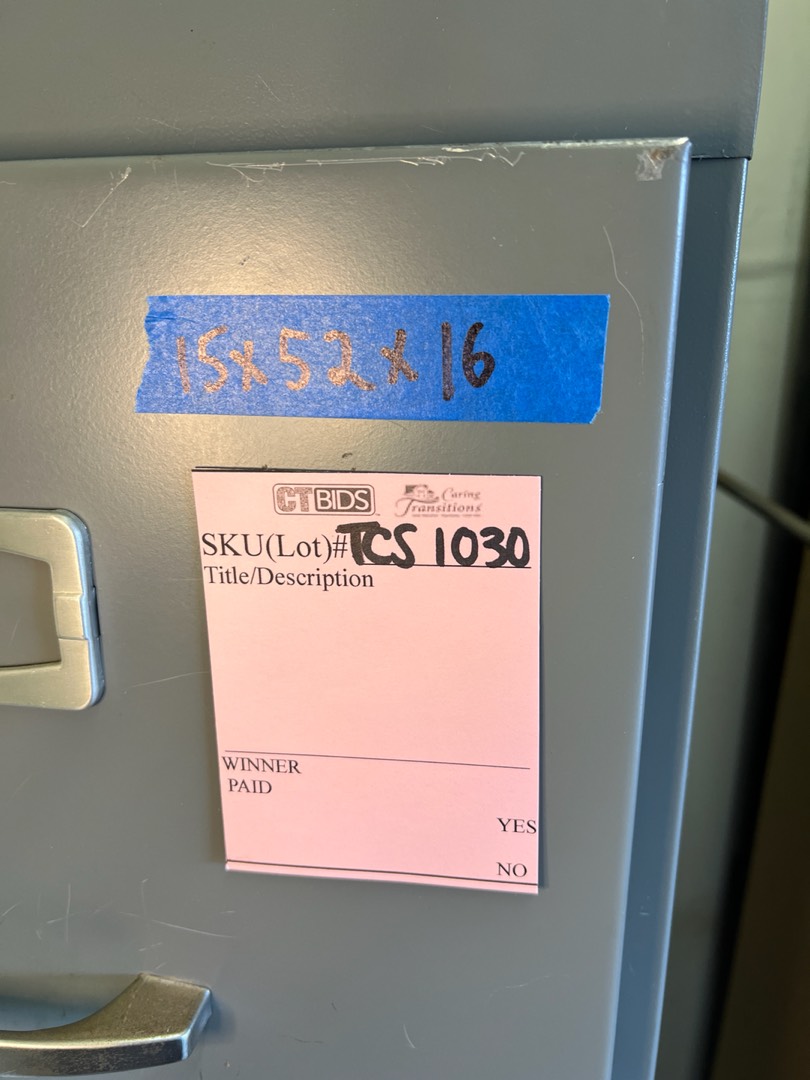 15x52x16
CTBIDS
Caring
Transitions
SKU(Lot)#TCS 1030
Title/Description
WINNER
PAID
YES
NO